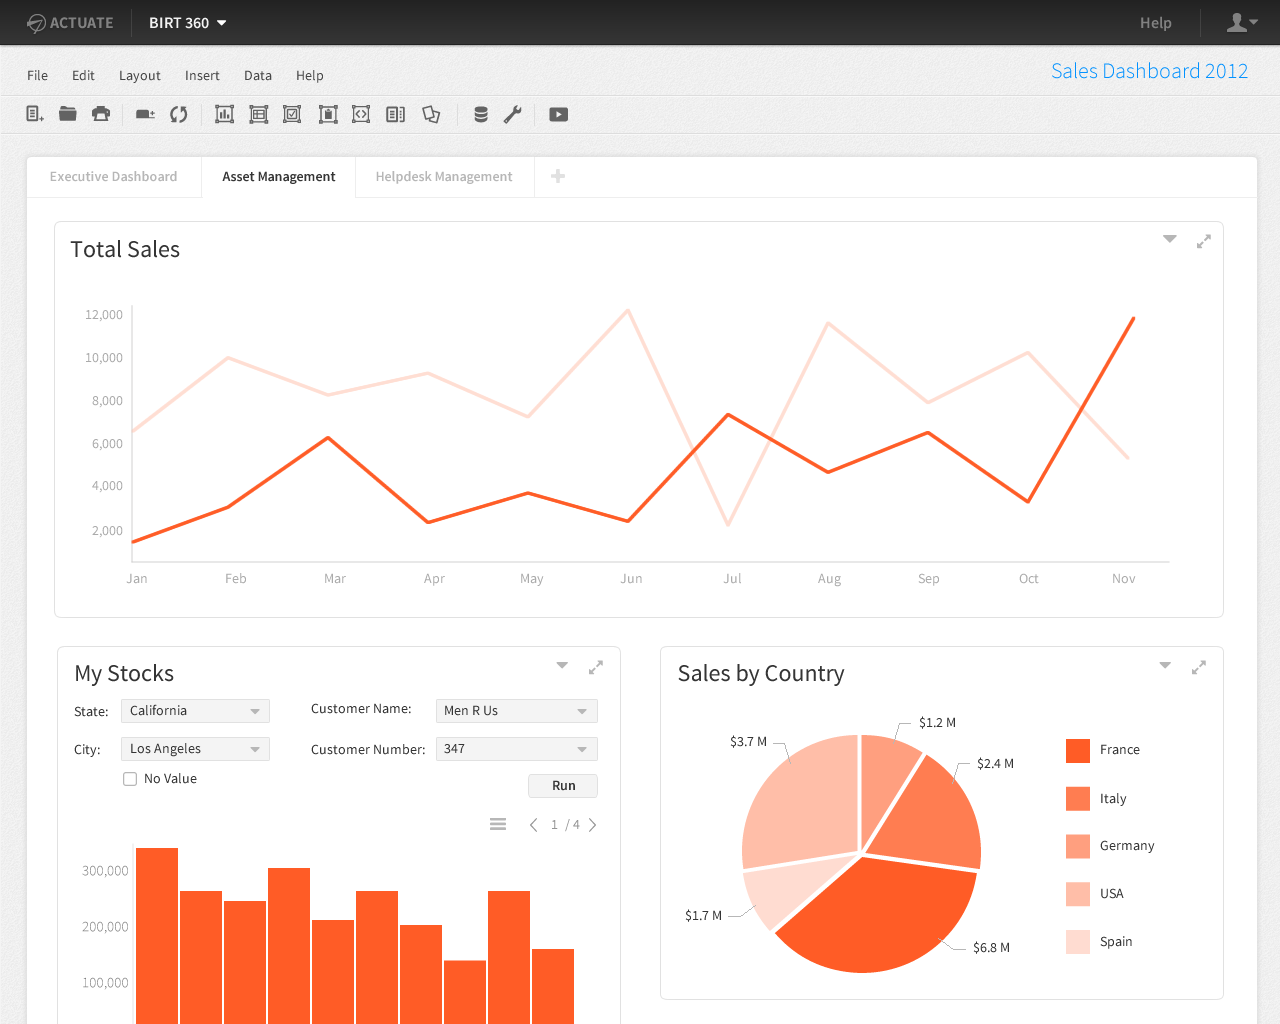 ACTUATE BIRT 360 Help
File Edit Layout Insert Data Help
Sales Dashboard 2012
Executive Dashboard Asset Management Helpdesk Management
Total Sales
12,000
10,000
8,000
6,000
4,000
2,000
Jan Feb Mar Apr May Jun Jul Aug Sep Oct Nov
My Stocks
State: California Customer Name: Men R Us
City: Los Angeles Customer Number: 347
No Value
Run
1 / 4
300,000
200,000
100,000
Sales by Country
$1.2 M
$3.7 M
$2.4 M
$1.7 M
$6.8 M
France
Italy
Germany
USA
Spain